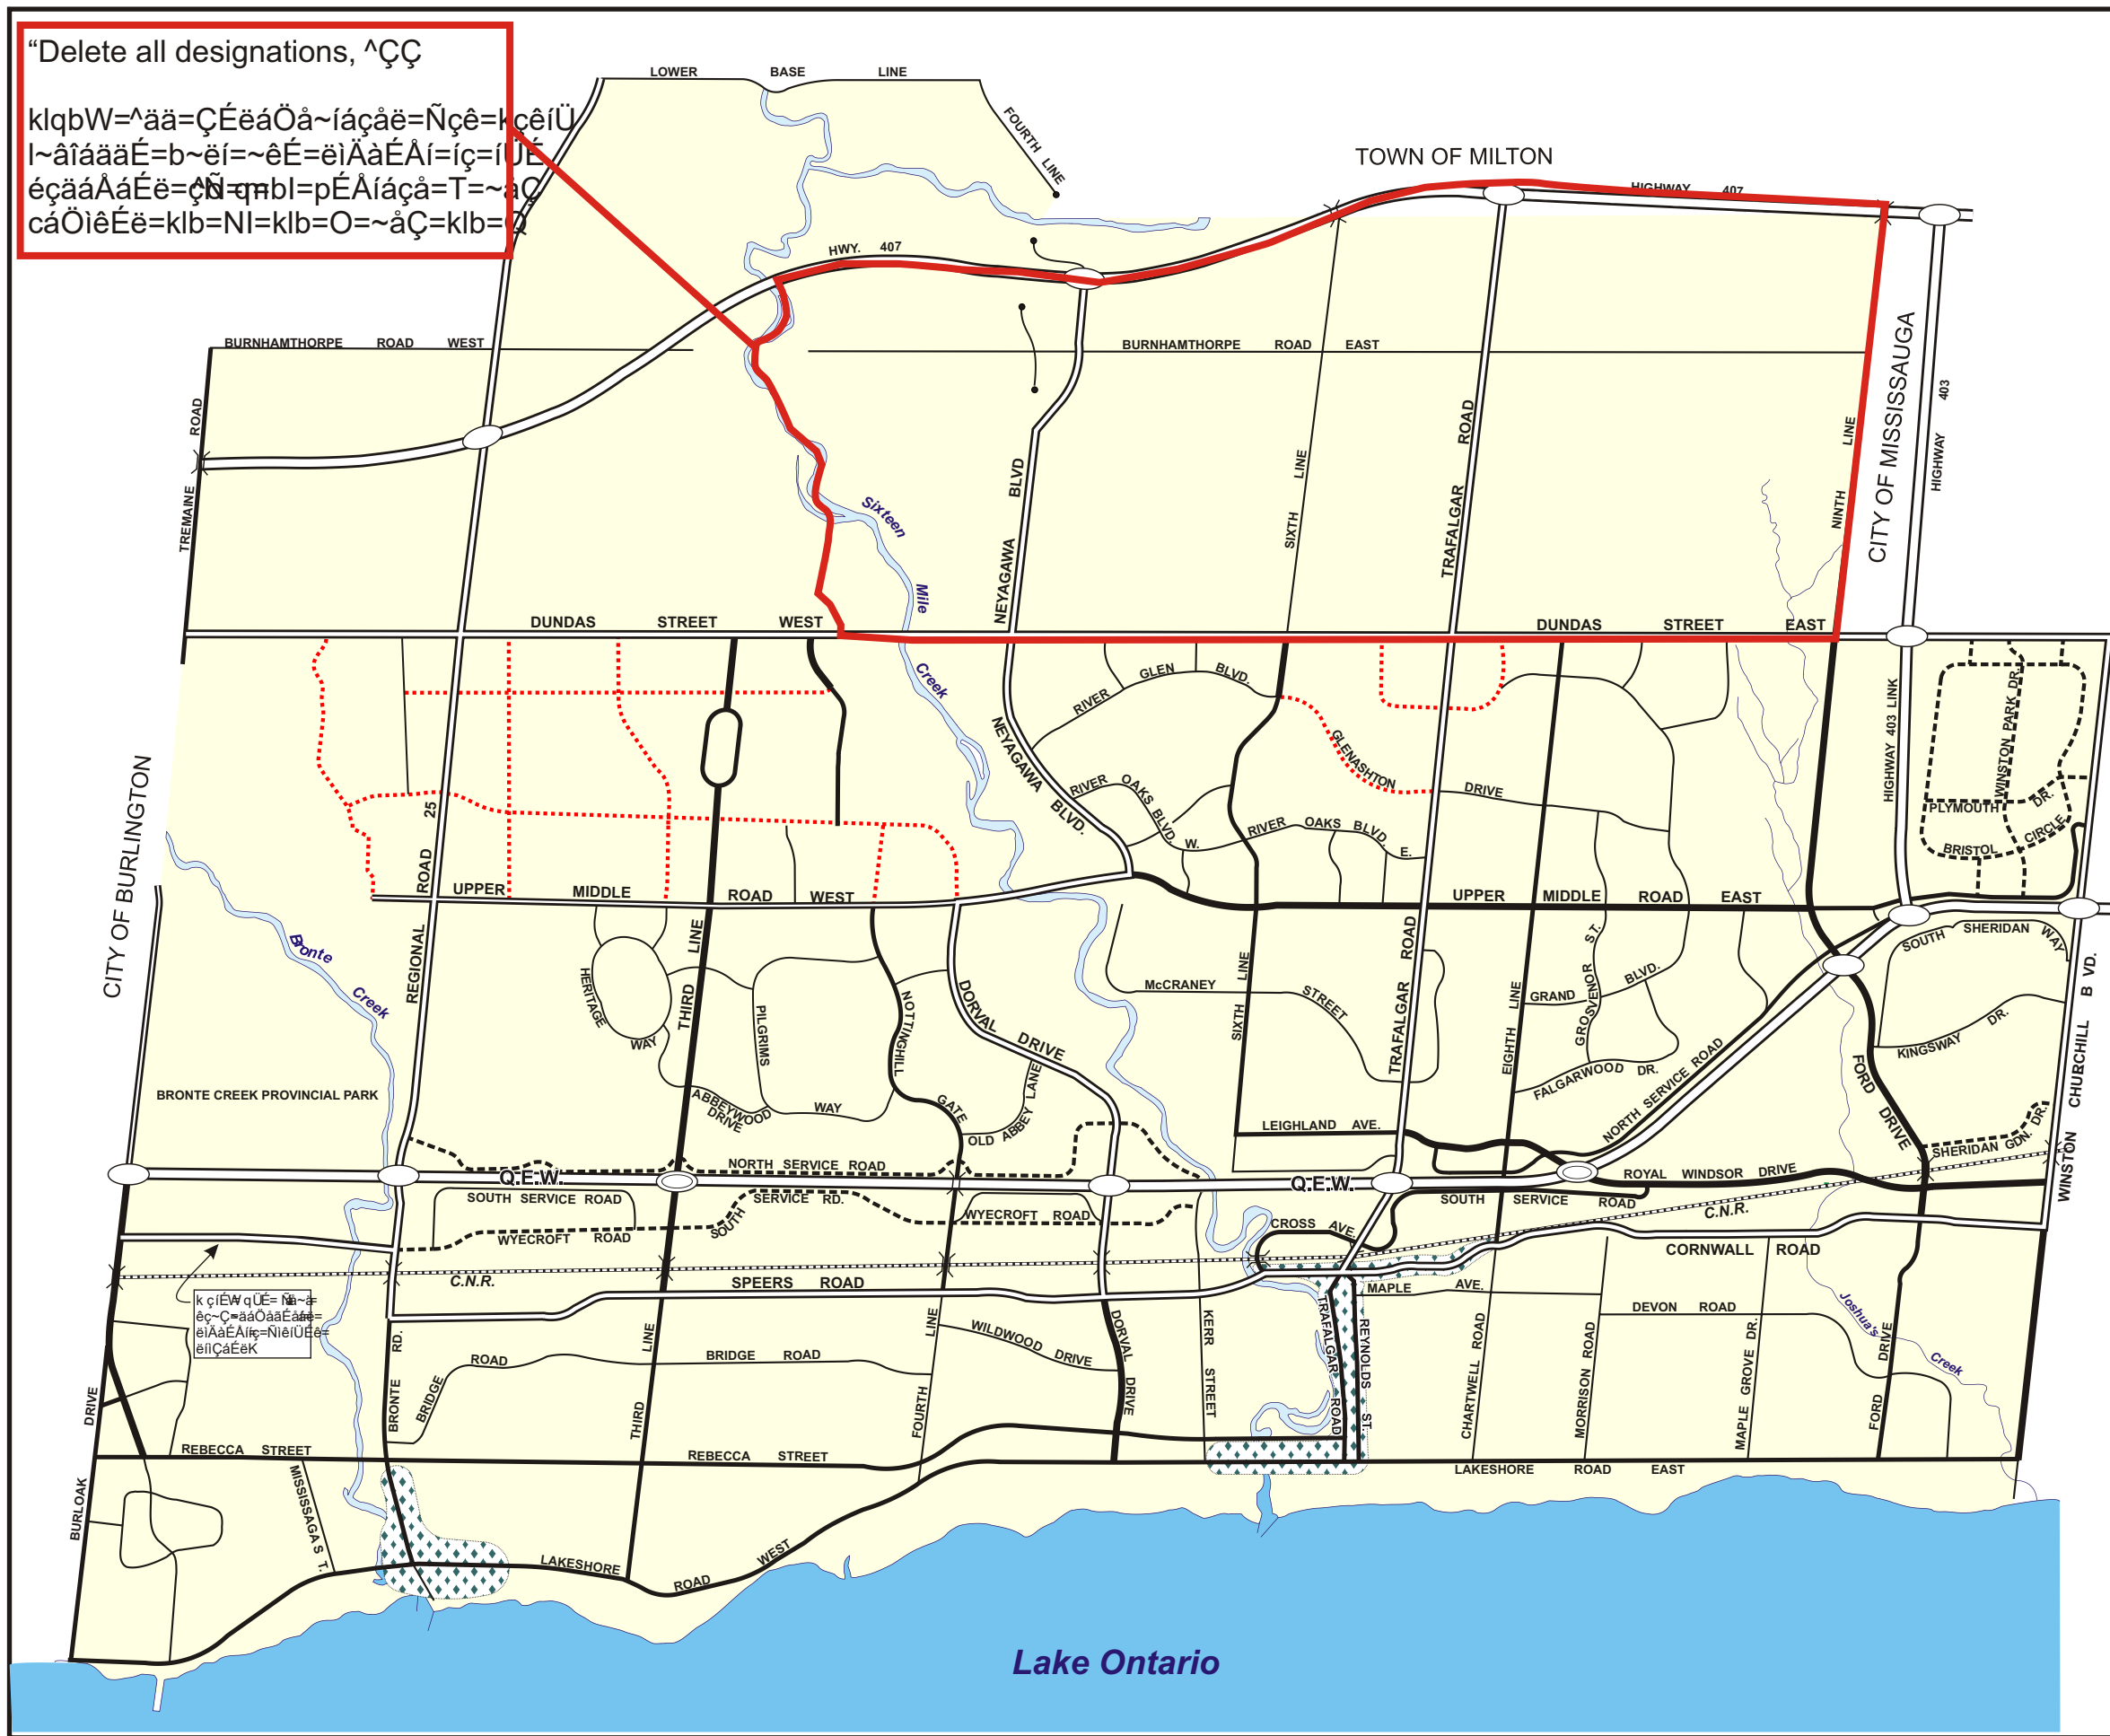 “Delete all designations, ^ÇÇ
TOWN OF MILTON
LOWER BASE LINE
FOURTH LINE
HIGHWAY 407
HWY. 407
BURNHAMTHORPE ROAD WEST
BURNHAMTHORPE ROAD EAST
TREMAINE ROAD
Sixteen Mile Creek
NEYAGAWA BLVD
SIXTH LINE
TRAFALGAR ROAD
NINTH LINE
CITY OF MISSISSAUGA
HIGHWAY 403
DUNDAS STREET WEST
DUNDAS STREET EAST
RIVER GLEN BLVD.
NEYAGAWA BLVD.
GLENASHTON DRIVE
RIVER OAKS BLVD. W.
RIVER OAKS BLVD. E.
HIGHWAY 403 LINK
WINSTON PARK DR.
PLYMOUTH DR.
BRISTOL CIRCLE
CITY OF BURLINGTON
REGIONAL ROAD 25
UPPER MIDDLE ROAD WEST
UPPER MIDDLE ROAD EAST
Bronte Creek
HERITAGE WAY
THIRD LINE
PILGRIMS WAY
NOTTINGHILL GATE
DORVAL DRIVE
ABBEYWOOD DRIVE
OLD ABBEY LANE
McCRANEY STREET
SIXTH LINE
TRAFALGAR ROAD
EIGHTH LINE
GRAND BLVD.
GROSVENOR ST.
FALGARWOOD DR.
NORTH SERVICE ROAD
SOUTH SHERIDAN WAY
KINGSWAY DR.
FORD DRIVE
SHERIDAN GDN. DR.
WINSTON CHURCHILL B VD.
BRONTE CREEK PROVINCIAL PARK
LEIGHLAND AVE.
NORTH SERVICE ROAD
Q.E.W.
Q.E.W.
ROYAL WINDSOR DRIVE
SOUTH SERVICE ROAD
SOUTH SERVICE RD.
SOUTH SERVICE ROAD
WYECROFT ROAD
WYECROFT ROAD
CROSS AVE.
C.N.R.
C.N.R.
CORNWALL ROAD
SPEERS ROAD
MAPLE AVE.
DEVON ROAD
BRONTE RD.
BRIDGE ROAD
BRIDGE ROAD
THIRD LINE
FOURTH LINE
WILDWOOD DRIVE
DORVAL DRIVE
KERR STREET
TRAFALGAR ROAD
REYNOLDS ST.
CHARTWELL ROAD
MORRISON ROAD
MAPLE GROVE DR.
FORD DRIVE
Joshua's Creek
BURLOAK DRIVE
REBECCA STREET
REBECCA STREET
MISSISSAGA S T.
LAKESHORE ROAD WEST
LAKESHORE ROAD EAST
Lake Ontario